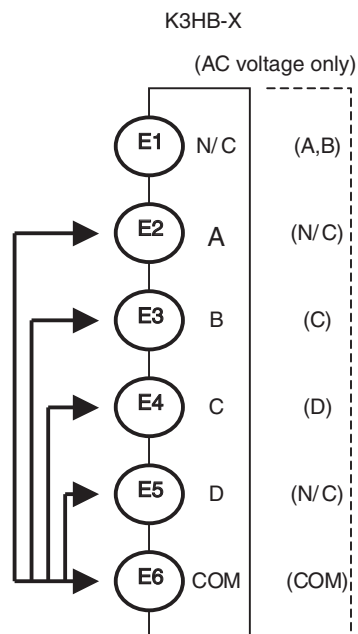 K3HB-X
(AC voltage only)
E1 N/C (A,B)
E2 A (N/C)
E3 B (C)
E4 C (D)
E5 D (N/C)
E6 COM (COM)